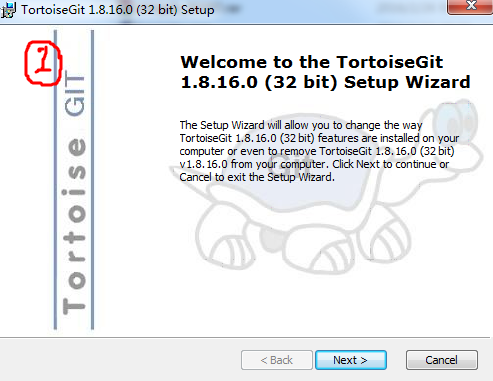 TortoiseGit 1.8.16.0 (32 bit) Setup
1
Tortoise GIT
Welcome to the TortoiseGit
1.8.16.0 (32 bit) Setup Wizard
The Setup Wizard will allow you to change the way
TortoiseGit 1.8.16.0 (32 bit) features are installed on your
computer or even to remove TortoiseGit 1.8.16.0 (32 bit)
v1.8.16.0 from your computer. Click Next to continue or
Cancel to exit the Setup Wizard.
< Back
Next >
Cancel